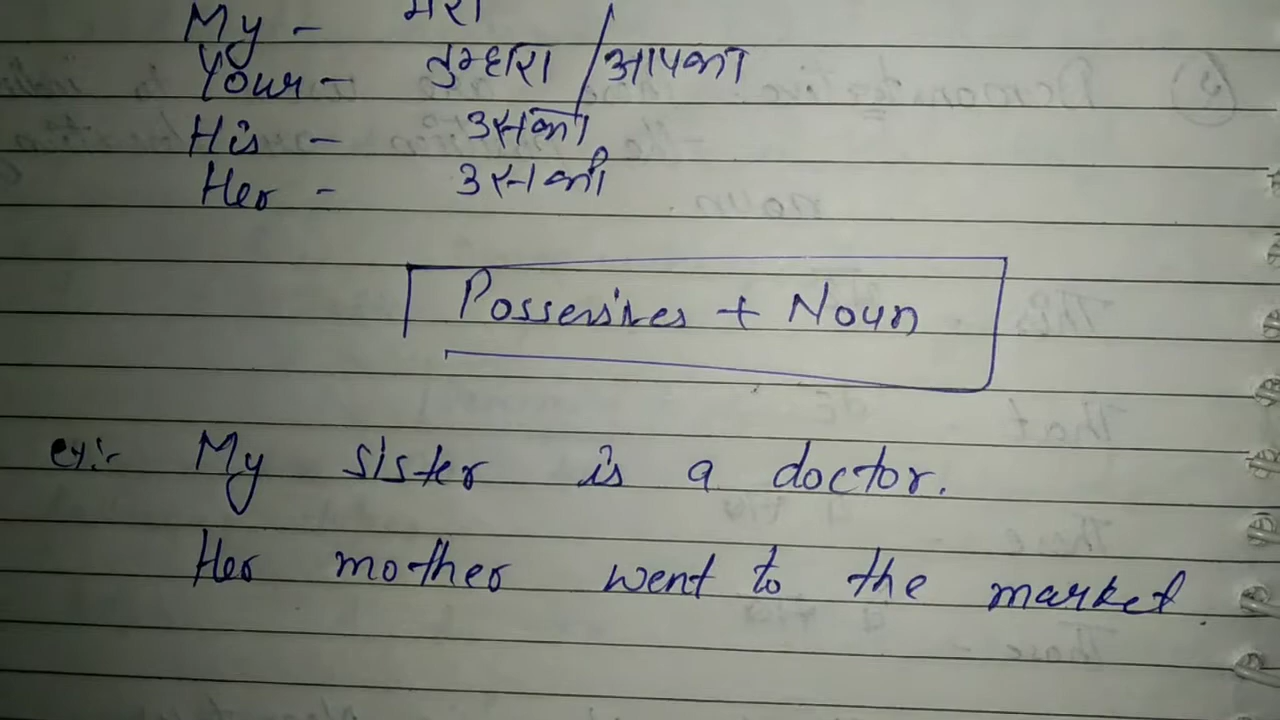 My - मेरा
Your - तुम्हारा / आपका
His - उसका
Her - उसकी
Possessives + Noun
ex:- My sister is a doctor.
Her mother went to the market.